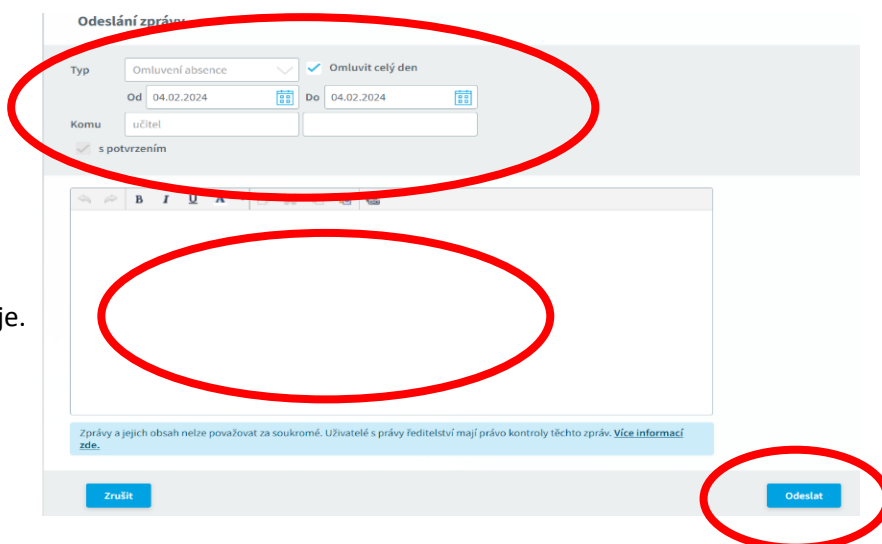 Odeslání zprávy
Typ Omluvení absence Omluvit celý den
Od 04.02.2024 Do 04.02.2024
Komu učitel
s potvrzením
B I U A
je.
Zprávy a jejich obsah nelze považovat za soukromé. Uživatelé s právy ředitelství mají právo kontroly těchto zpráv. Více informací
zde.
Zrušit Odeslat